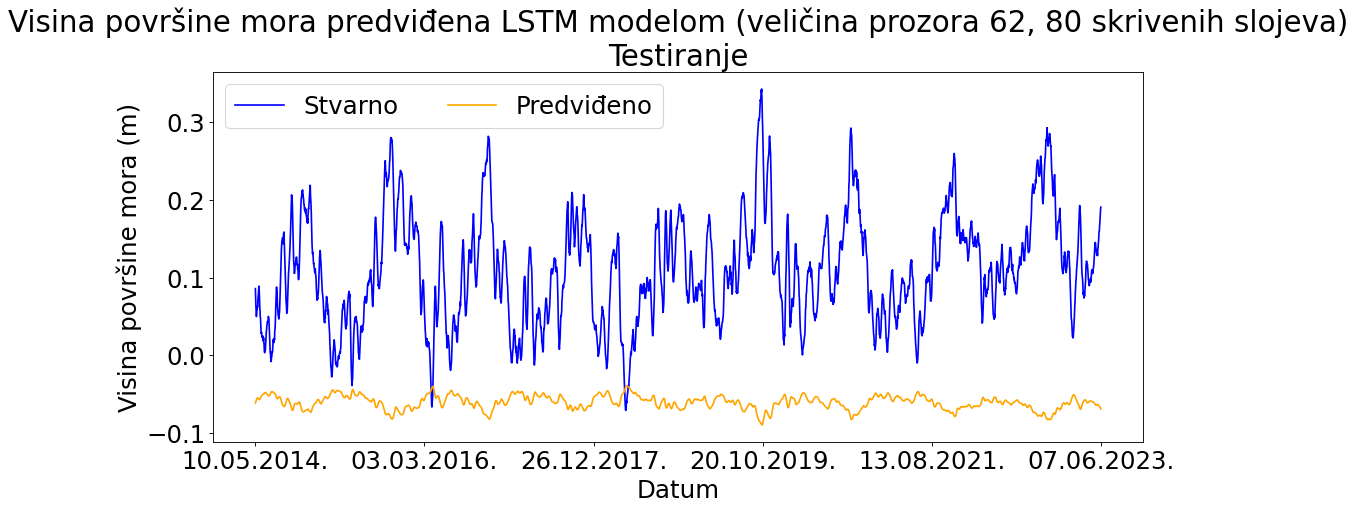 Visina površine mora predviđena LSTM modelom (veličina prozora 62, 80 skrivenih slojeva)
Testiranje
Stvarno Predviđeno
Visina površine mora (m)
0.3
0.2
0.1
0.0
−0.1
10.05.2014. 03.03.2016. 26.12.2017. 20.10.2019. 13.08.2021. 07.06.2023.
Datum